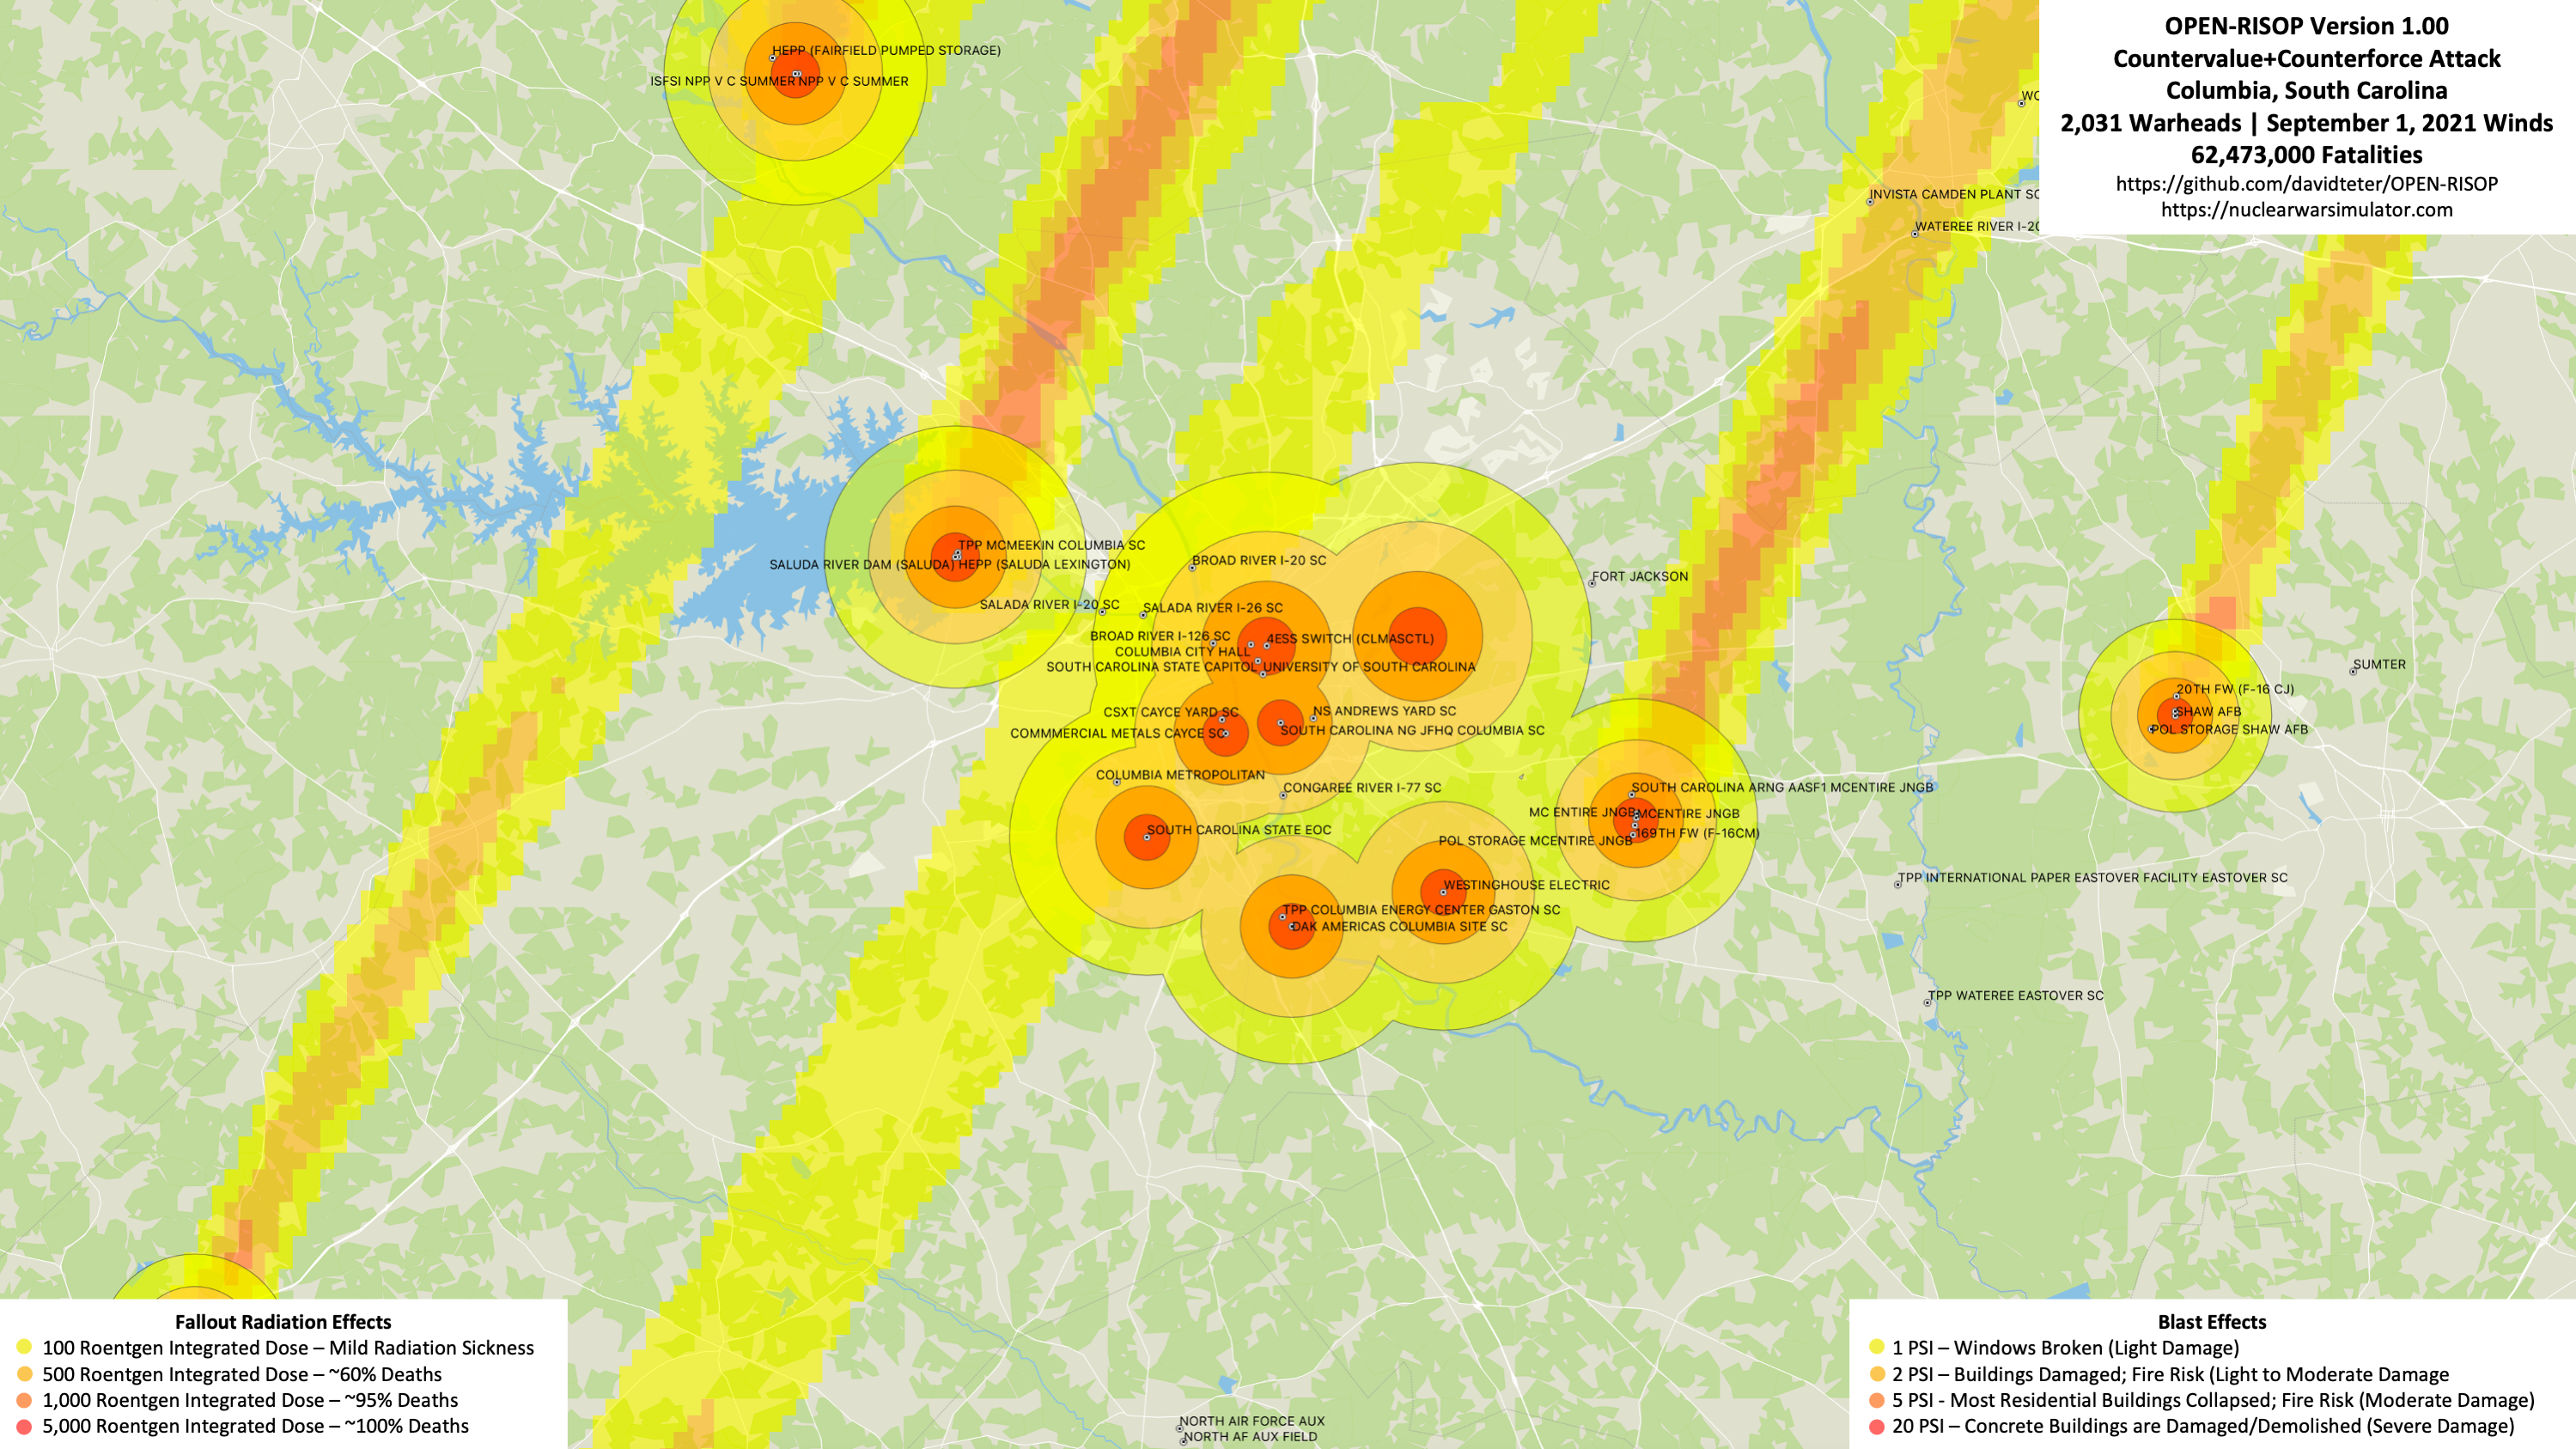 OPEN-RISOP Version 1.00
Countervalue+Counterforce Attack
Columbia, South Carolina
2,031 Warheads | September 1, 2021 Winds
62,473,000 Fatalities
https://github.com/davidteter/OPEN-RISOP
https://nuclearwarsimulator.com
HEPP (FAIRFIELD PUMPED STORAGE)
ISFSI NPP V C SUMMER NPP V C SUMMER
WC
INVISTA CAMDEN PLANT SC
WATEREE RIVER I-20
TPP MCMEEKIN COLUMBIA SC
SALUDA RIVER DAM (SALUDA) HEPP (SALUDA LEXINGTON)
BROAD RIVER I-20 SC
FORT JACKSON
SALADA RIVER I-20 SC
SALADA RIVER I-26 SC
BROAD RIVER I-126 SC
4ESS SWITCH (CLMASCTL)
COLUMBIA CITY HALL
SOUTH CAROLINA STATE CAPITOL UNIVERSITY OF SOUTH CAROLINA
SUMTER
20TH FW (F-16 CJ)
SHAW AFB
POL STORAGE SHAW AFB
CSXT CAYCE YARD SC
NS ANDREWS YARD SC
COMMMERCIAL METALS CAYCE SC
SOUTH CAROLINA NG JFHQ COLUMBIA SC
COLUMBIA METROPOLITAN
CONGAREE RIVER I-77 SC
SOUTH CAROLINA ARNG AASF1 MCENTIRE JNGB
MC ENTIRE JNGB
MCENTIRE JNGB
SOUTH CAROLINA STATE EOC
169TH FW (F-16CM)
POL STORAGE MCENTIRE JNGB
TPP INTERNATIONAL PAPER EASTOVER FACILITY EASTOVER SC
WESTINGHOUSE ELECTRIC
TPP COLUMBIA ENERGY CENTER GASTON SC
DAK AMERICAS COLUMBIA SITE SC
TPP WATEREE EASTOVER SC
NORTH AIR FORCE AUX
NORTH AF AUX FIELD
Fallout Radiation Effects
100 Roentgen Integrated Dose – Mild Radiation Sickness
500 Roentgen Integrated Dose – ~60% Deaths
1,000 Roentgen Integrated Dose – ~95% Deaths
5,000 Roentgen Integrated Dose – ~100% Deaths
Blast Effects
1 PSI – Windows Broken (Light Damage)
2 PSI – Buildings Damaged; Fire Risk (Light to Moderate Damage
5 PSI - Most Residential Buildings Collapsed; Fire Risk (Moderate Damage)
20 PSI – Concrete Buildings are Damaged/Demolished (Severe Damage)